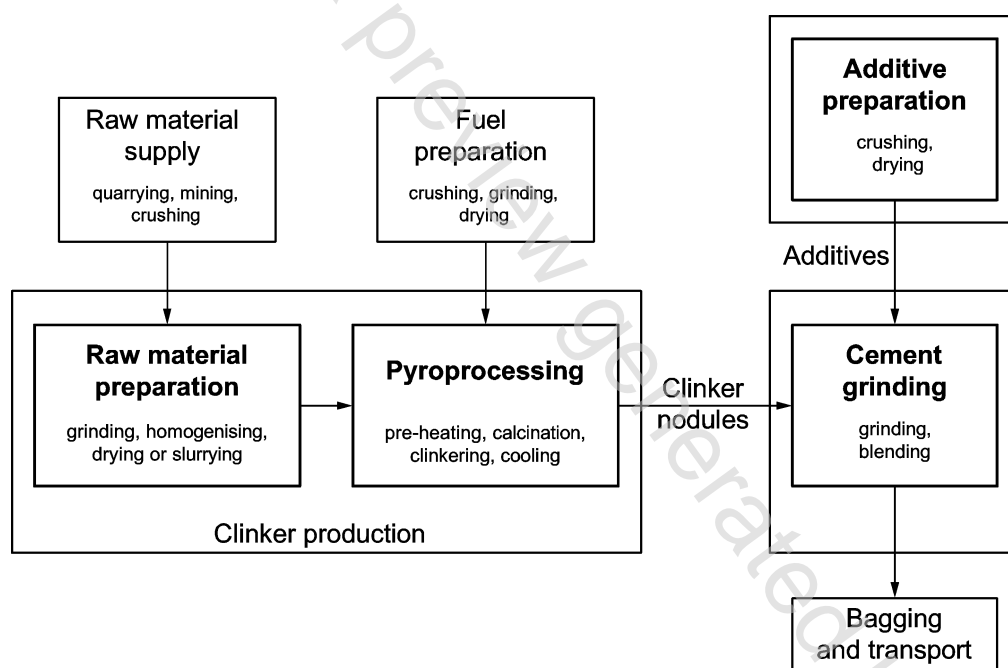 Additive
preparation
crushing,
drying
Raw material
supply
quarrying, mining,
crushing
Fuel
preparation
crushing, grinding,
drying
Additives
Raw material
preparation
grinding, homogenising,
drying or slurrying
Pyroprocessing
pre-heating, calcination,
clinkering, cooling
Clinker
nodules
Cement
grinding
grinding,
blending
Clinker production
Bagging
and transport
preview generated